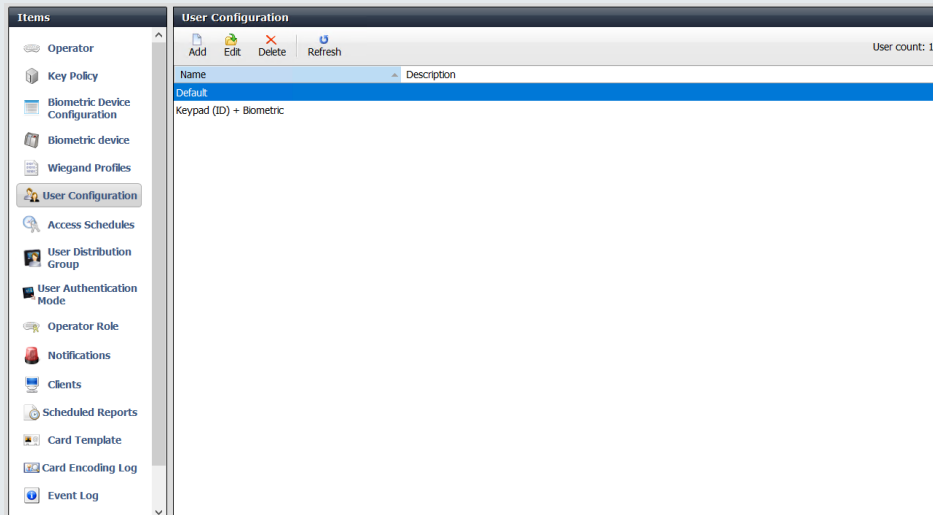 Items
Operator
Key Policy
Biometric Device
Configuration
Biometric device
Wiegand Profiles
User Configuration
Access Schedules
User Distribution
Group
User Authentication
Mode
Operator Role
Notifications
Clients
Scheduled Reports
Card Template
Card Encoding Log
Event Log
User Configuration
Add Edit Delete Refresh
User count: 1
Name Description
Default
Keypad (ID) + Biometric